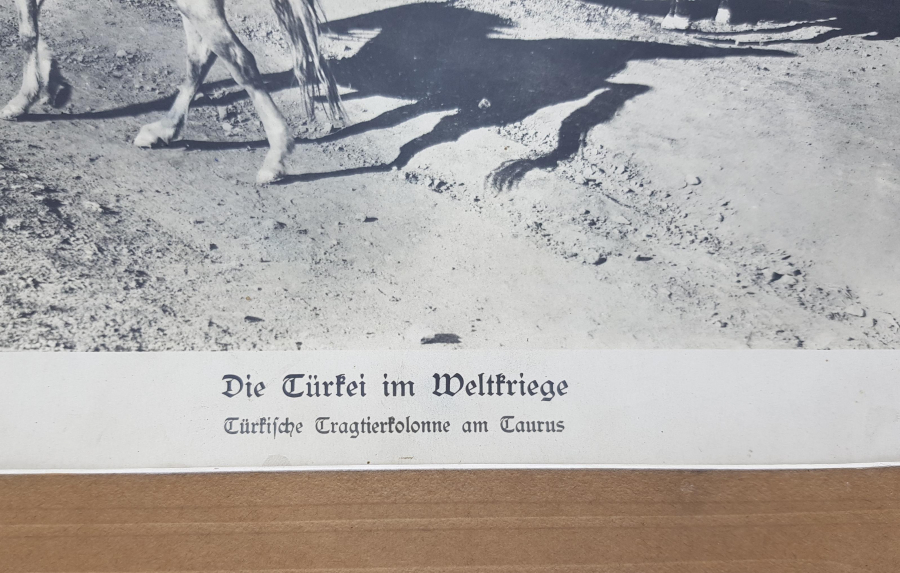 Die Türkei im Weltkriege
Türkische Tragtierkolonne am Taurus